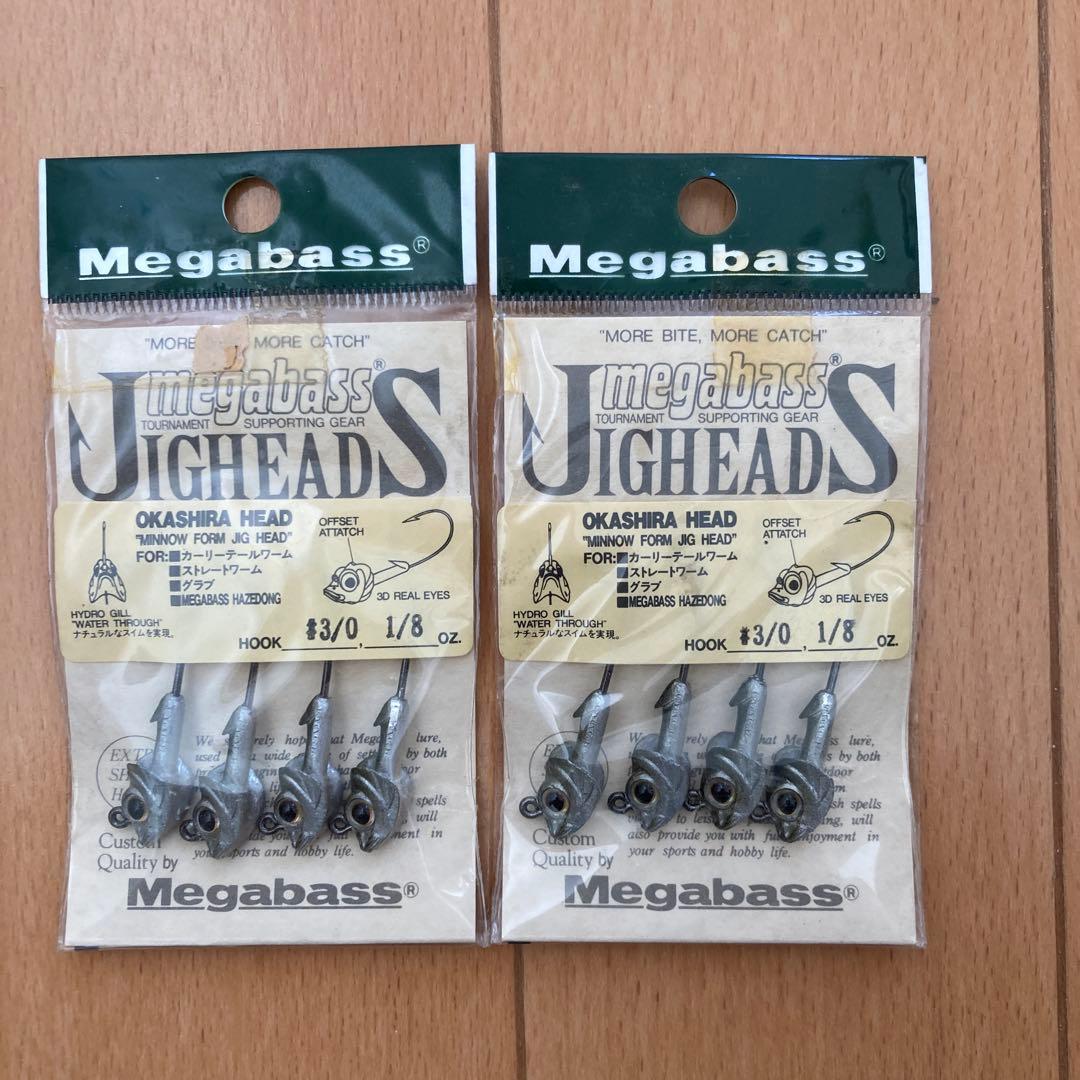 Megabass®
"MORE CATCH"
megabass®
TOURNAMENT SUPPORTING GEAR
JIGHEADS
OKASHIRA HEAD
"MINNOW FORM JIG HEAD"
FOR:■カーリーテールワーム
■ストレートワーム
■グラブ
■MEGABASS HAZEDONG
OFFSET
ATTATCH
3D REAL EYES
HYDRO GILL
"WATER THROUGH"
ナチュラルなスイムを実現。
HOOK #3/0, 1/8 OZ.
Custom
Quality by
your sports and hobby life.
Megabass®
Megabass®
"MORE BITE, MORE CATCH"
megabass®
TOURNAMENT SUPPORTING GEAR
JIGHEADS
OKASHIRA HEAD
"MINNOW FORM JIG HEAD"
FOR:■カーリーテールワーム
■ストレートワーム
■グラブ
■MEGABASS HAZEDONG
OFFSET
ATTATCH
3D REAL EYES
HYDRO GILL
"WATER THROUGH"
ナチュラルなスイムを実現。
HOOK #3/0, 1/8 OZ.
Custom
Quality by
also provide you with enjoyment in
your sports and hobby life.
Megabass®